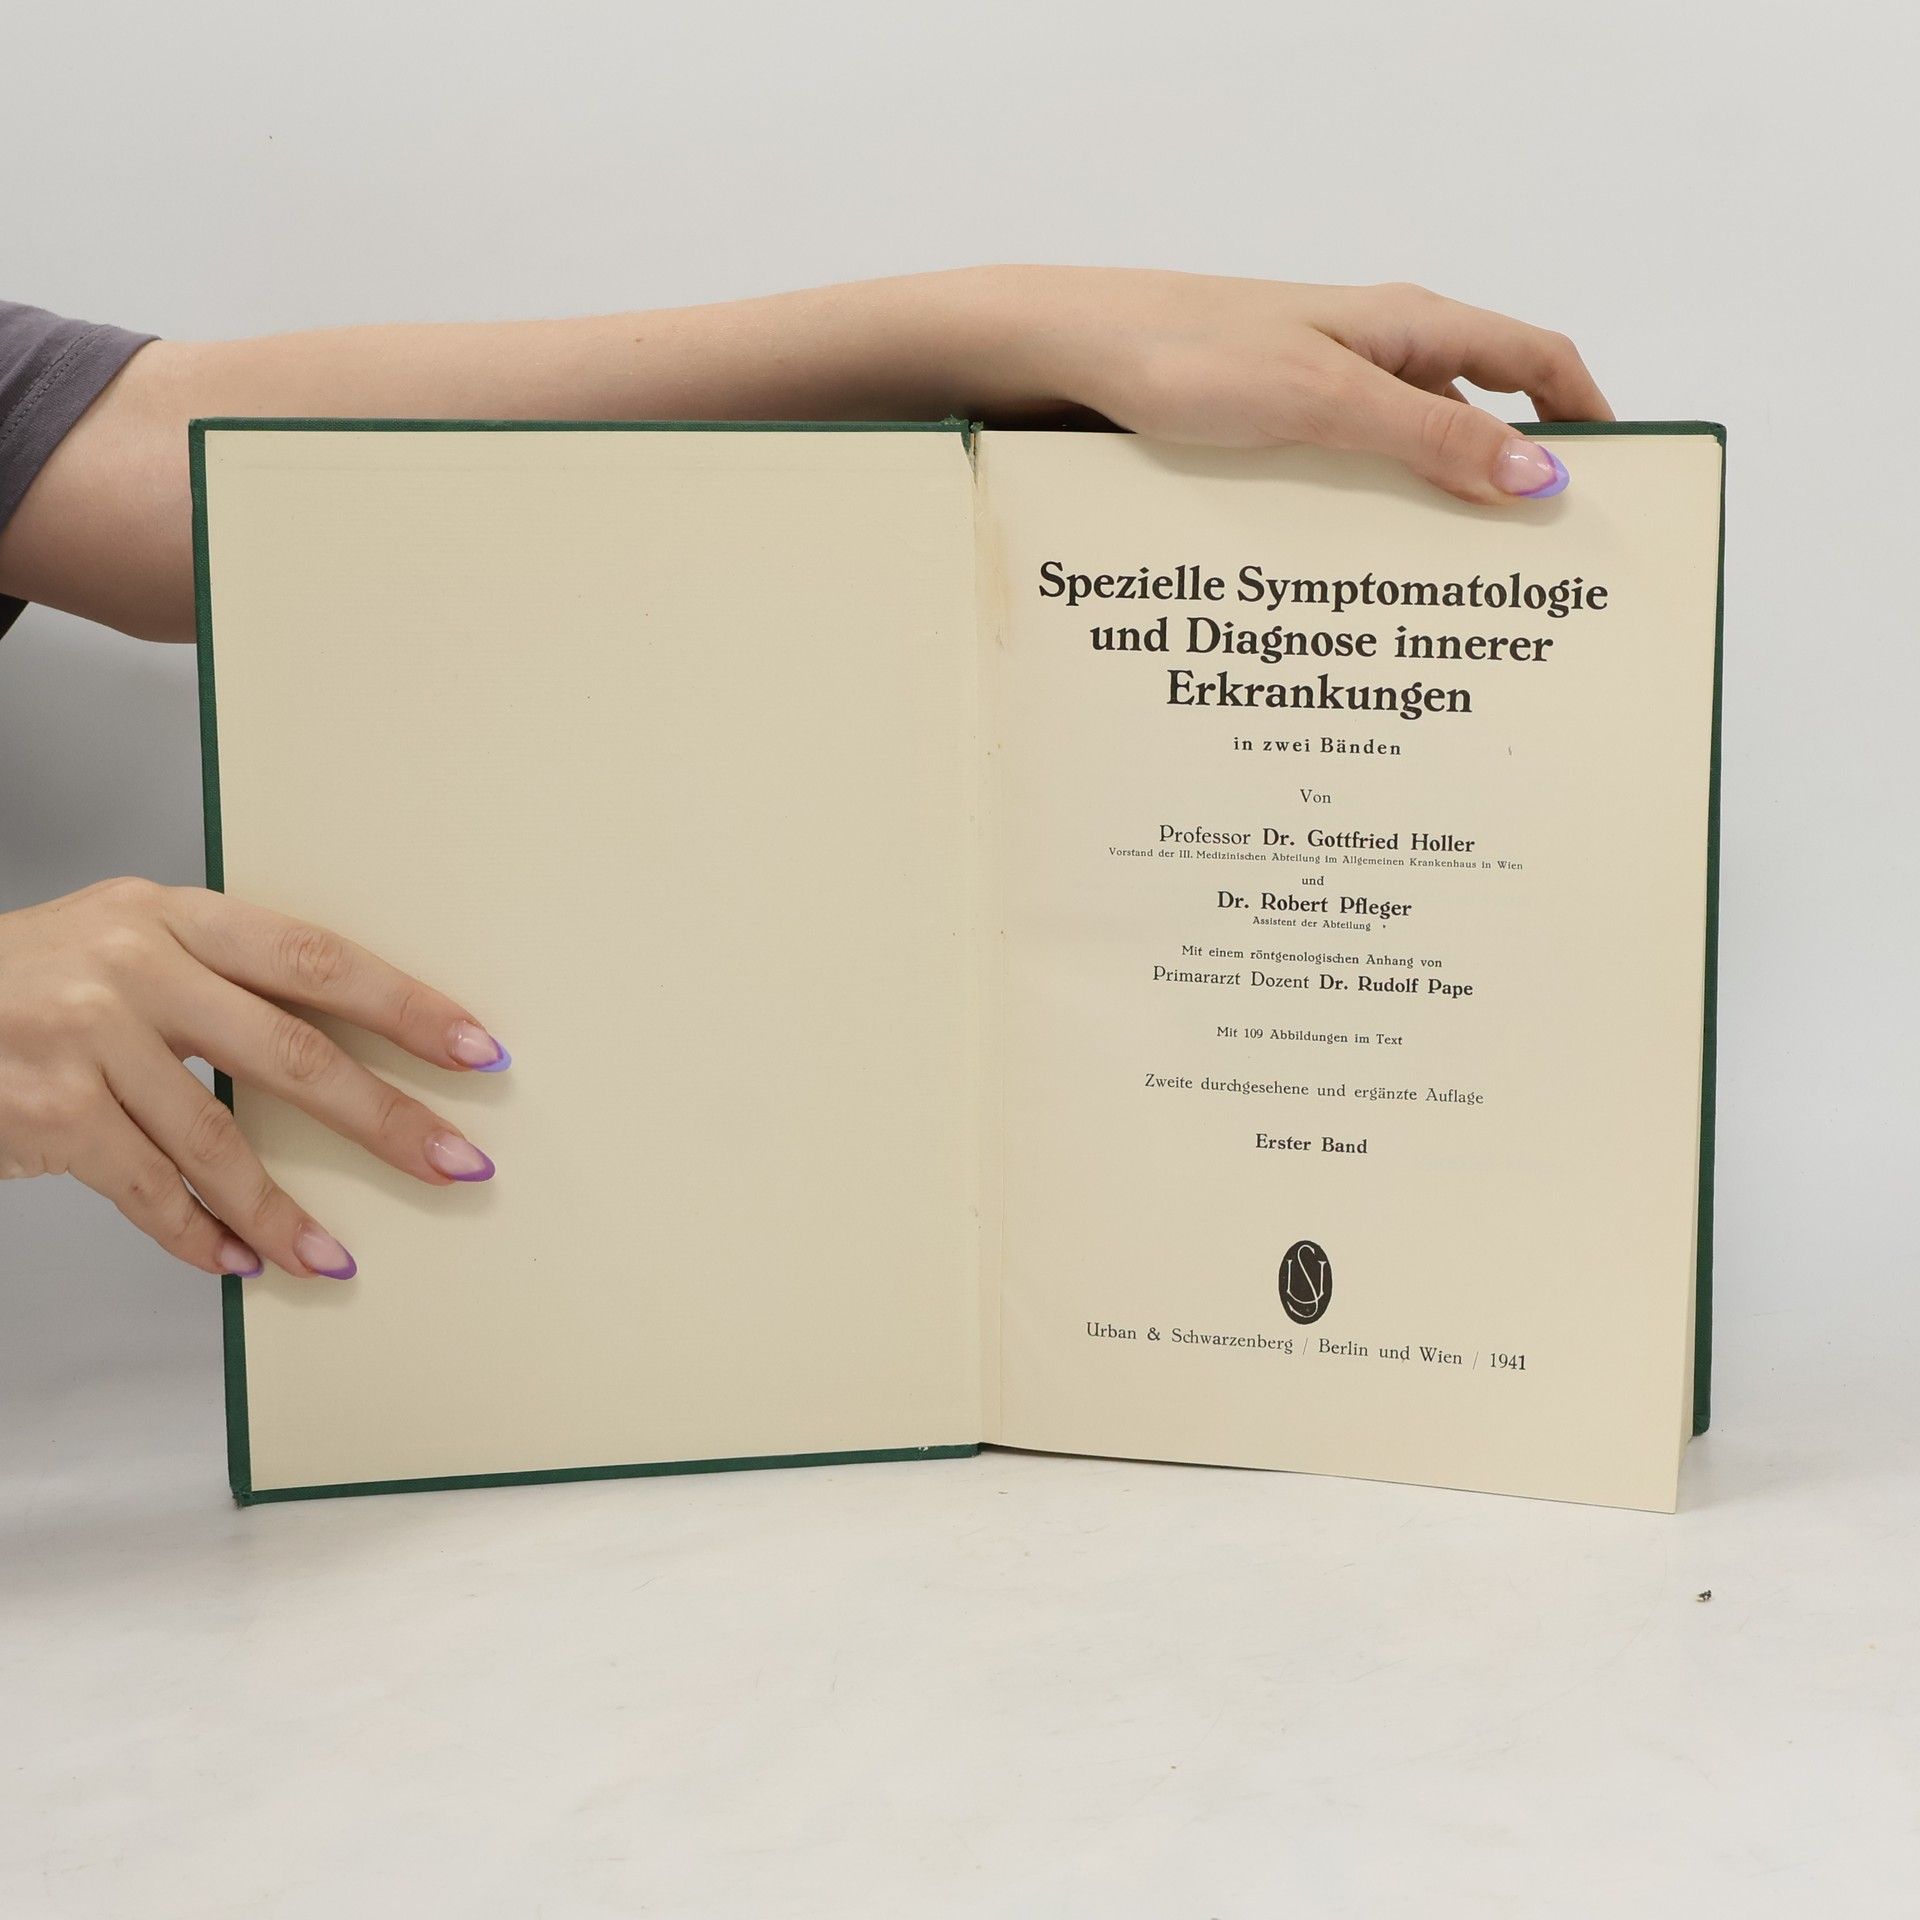 Spezielle Symptomatologie
und Diagnose innerer
Erkrankungen
in zwei Bänden
Von
Professor Dr. Gottfried Holler
Vorstand der III. Medizinischen Abteilung im Allgemeinen Krankenhaus in Wien
und
Dr. Robert Pfleger
Assistent der Abteilung
Mit einem röntgenologischen Anhang von
Primararzt Dozent Dr. Rudolf Pape
Mit 109 Abbildungen im Text
Zweite durchgesehene und ergänzte Auflage
Erster Band
US
Urban & Schwarzenberg / Berlin und Wien / 1941